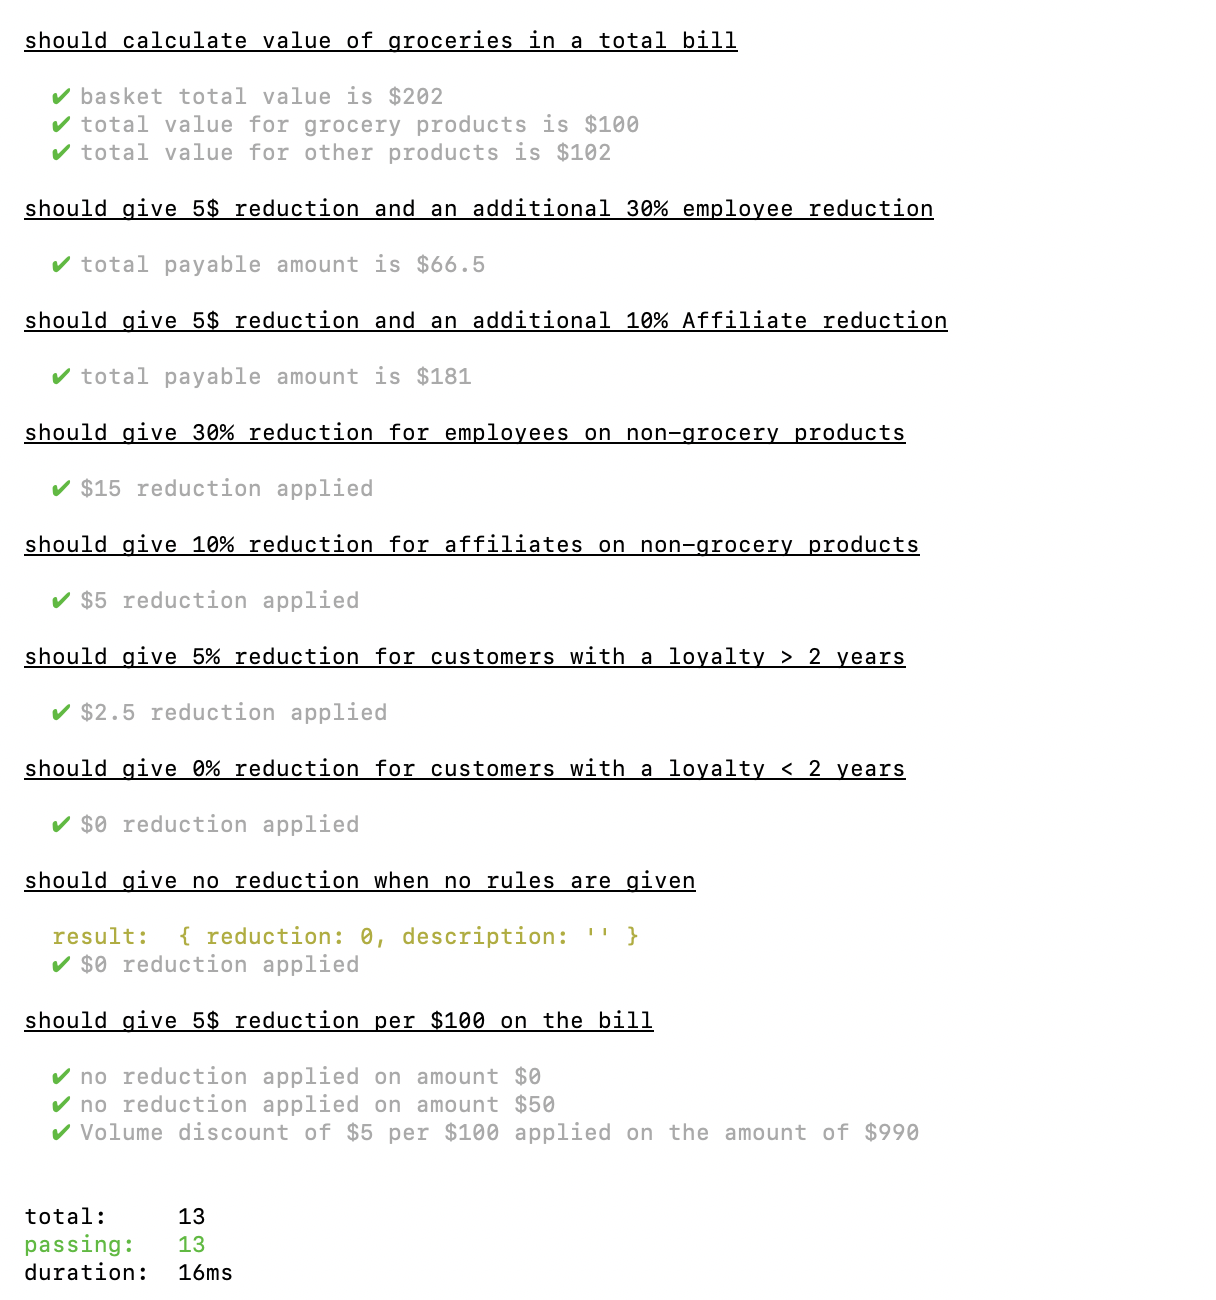 should calculate value of groceries in a total bill
✔ basket total value is $202
✔ total value for grocery products is $100
✔ total value for other products is $102
should give 5$ reduction and an additional 30% employee reduction
✔ total payable amount is $66.5
should give 5$ reduction and an additional 10% Affiliate reduction
✔ total payable amount is $181
should give 30% reduction for employees on non-grocery products
✔ $15 reduction applied
should give 10% reduction for affiliates on non-grocery products
✔ $5 reduction applied
should give 5% reduction for customers with a loyalty > 2 years
✔ $2.5 reduction applied
should give 0% reduction for customers with a loyalty < 2 years
✔ $0 reduction applied
should give no reduction when no rules are given
result:  { reduction: 0, description: '' }
✔ $0 reduction applied
should give 5$ reduction per $100 on the bill
✔ no reduction applied on amount $0
✔ no reduction applied on amount $50
✔ Volume discount of $5 per $100 applied on the amount of $990
total:     13
passing:   13
duration:  16ms